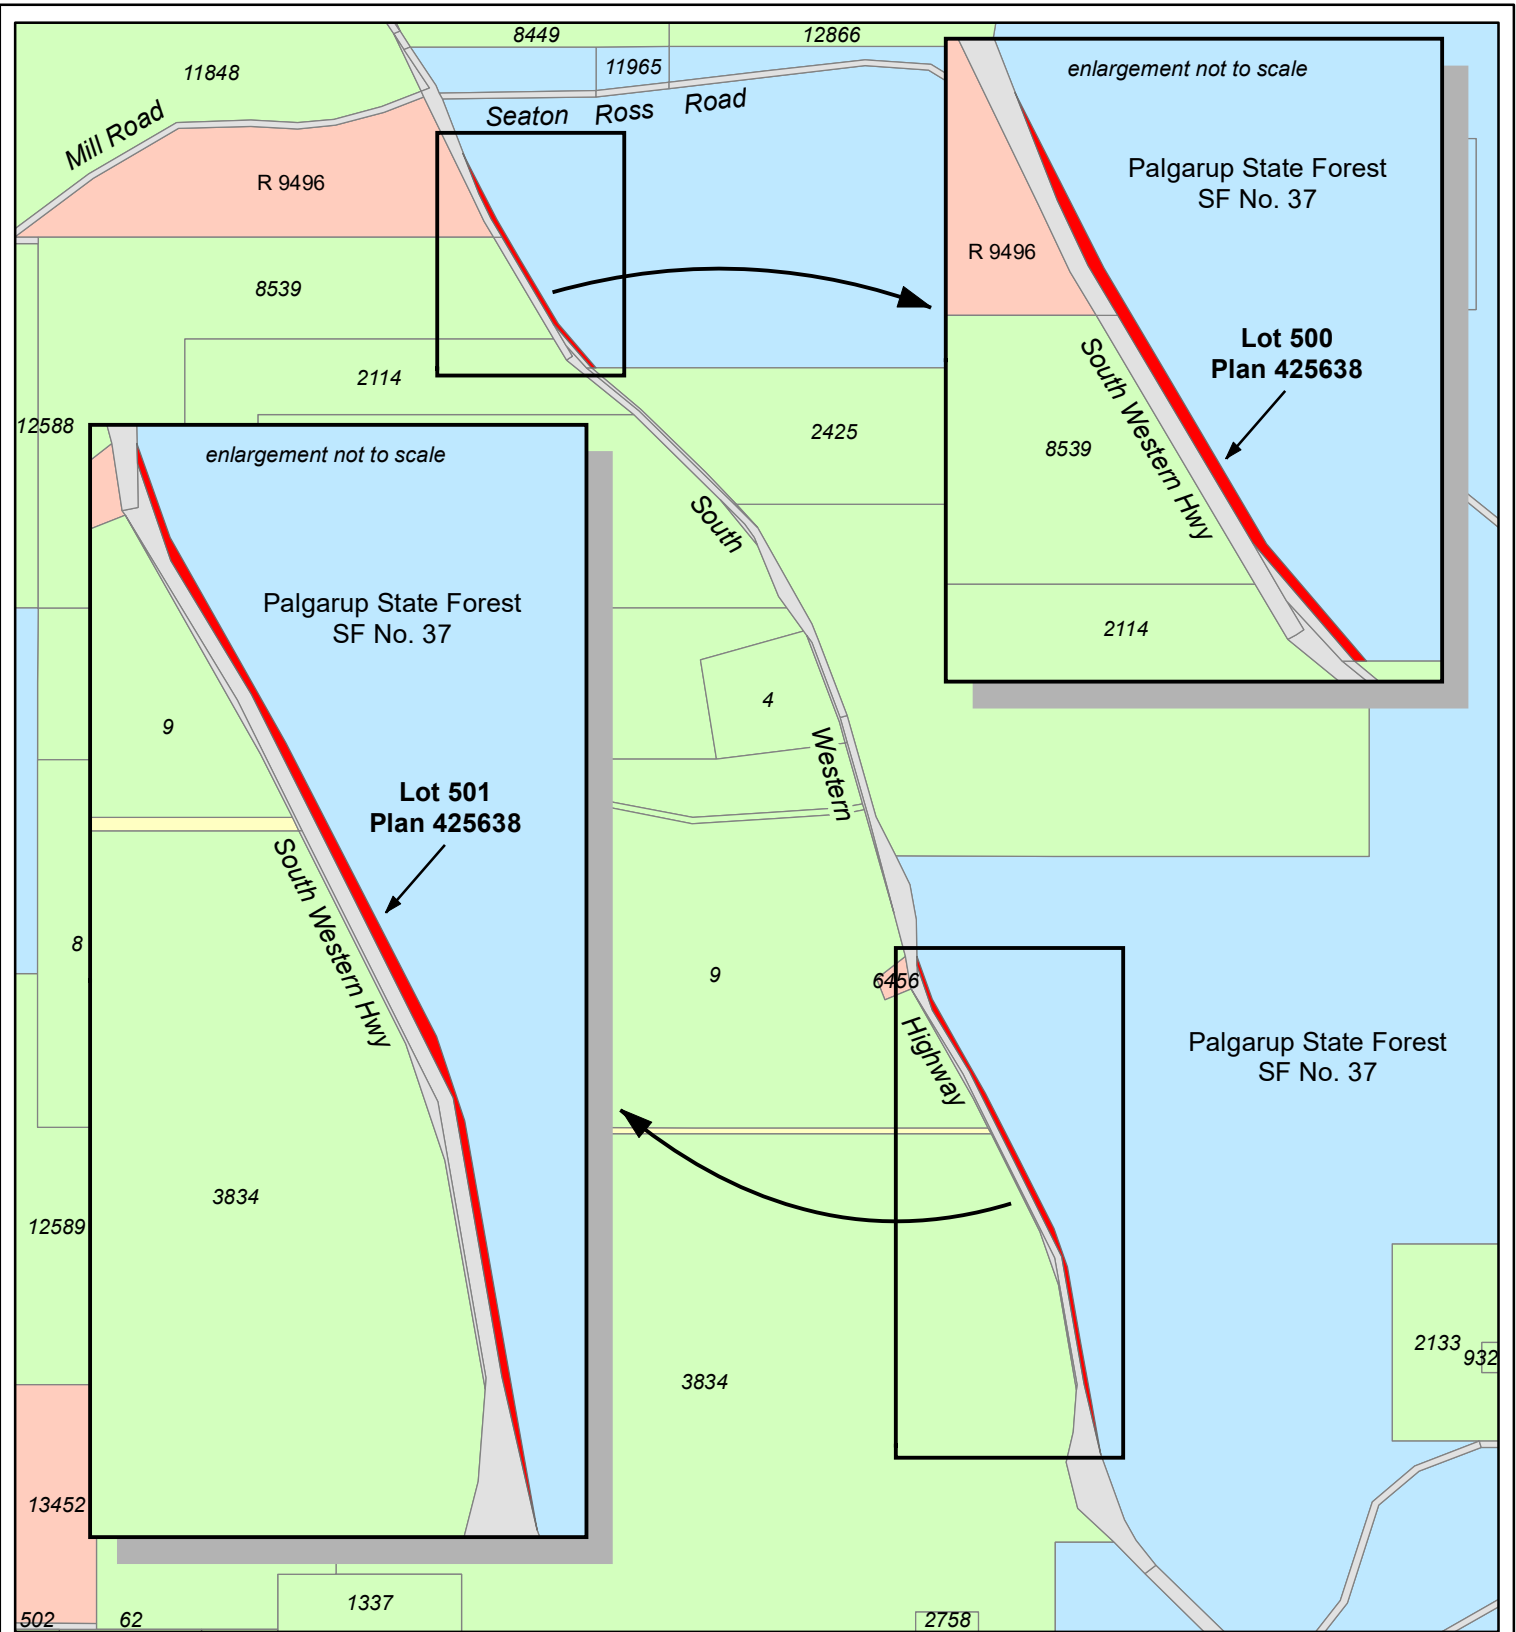 8449
12866
11848
11965
Mill Road
Seaton Ross Road
R 9496
8539
2114
12588
2425
South
Western
Highway
4
8
9
6456
3834
12589
13452
502
62
1337
2758
2133
932
Palgarup State Forest
SF No. 37
enlargement not to scale
Palgarup State Forest
SF No. 37
R 9496
Lot 500
Plan 425638
South Western Hwy
8539
2114
enlargement not to scale
Palgarup State Forest
SF No. 37
9
Lot 501
Plan 425638
South Western Hwy
3834